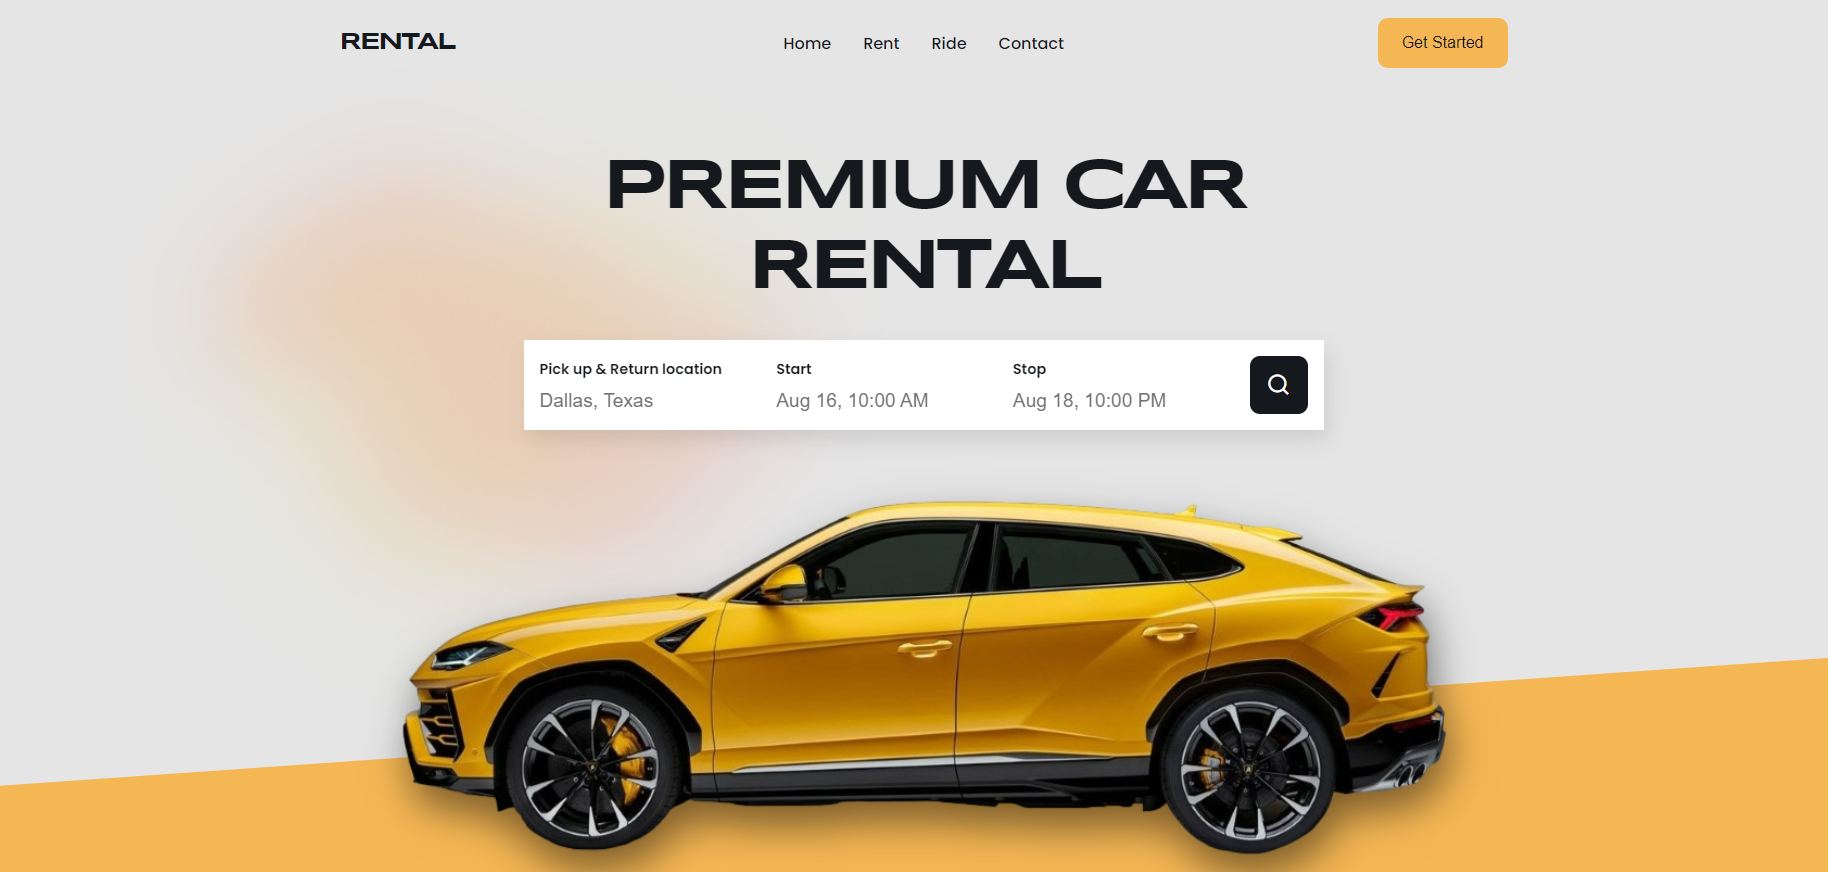 RENTAL
Home Rent Ride Contact
Get Started
PREMIUM CAR
RENTAL
Pick up & Return location Start Stop
Dallas, Texas Aug 16, 10:00 AM Aug 18, 10:00 PM